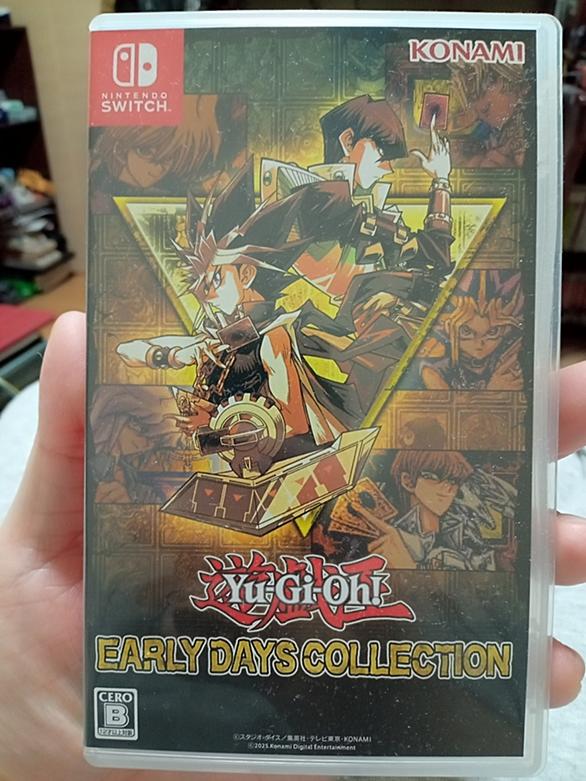 NINTENDO
SWITCH™
KONAMI
遊戯王
Yu-Gi-Oh!
EARLY DAYS COLLECTION
CERO
B
12才以上対象
©スタジオ・ダイス/集英社・テレビ東京・KONAMI
©2025 Konami Digital Entertainment